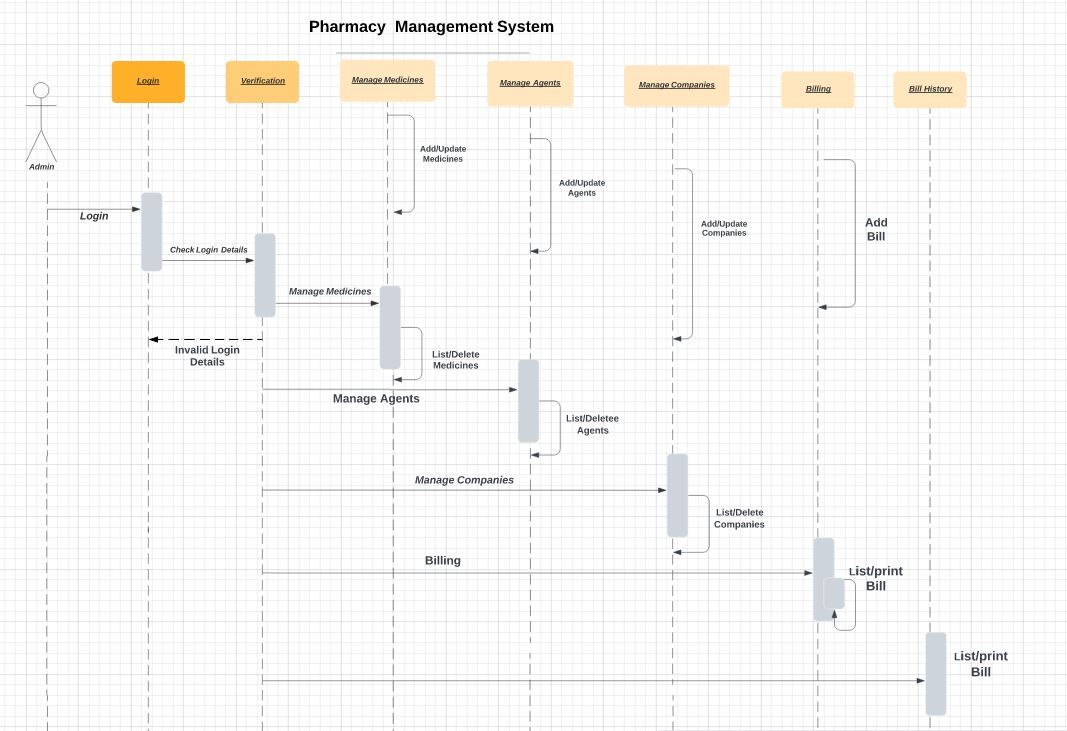 Pharmacy Management System
Login
Verification
Manage Medicines
Manage Agents
Manage Companies
Billing
Bill History
Admin
Add/Update
Medicines
Add/Update
Agents
Add/Update
Companies
Add
Bill
Login
Check Login Details
Manage Medicines
Invalid Login
Details
List/Delete
Medicines
Manage Agents
List/Deletee
Agents
Manage Companies
List/Delete
Companies
Billing
List/print
Bill
List/print
Bill